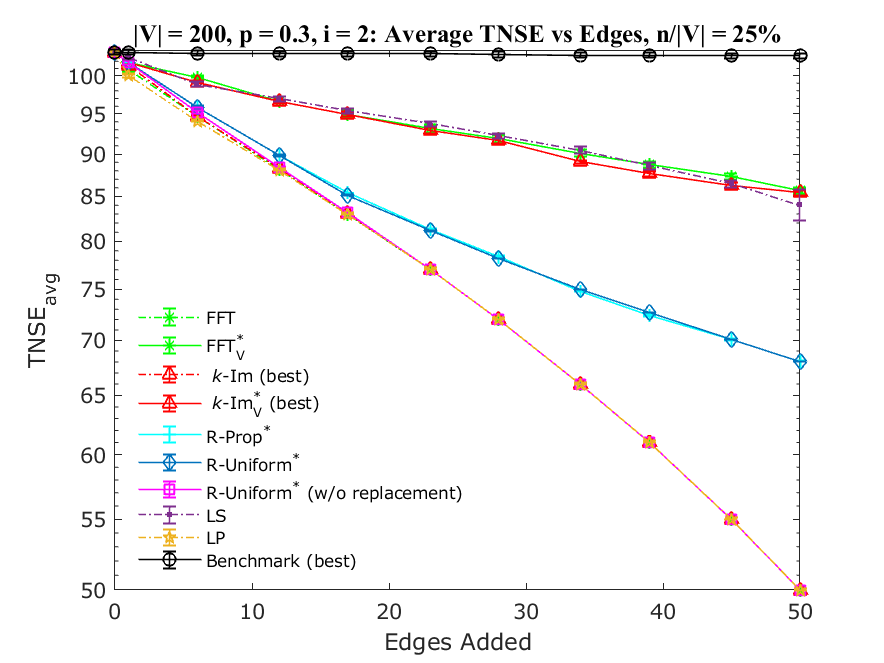 |V| = 200, p = 0.3, i = 2: Average TNSE vs Edges, n/|V| = 25%
100
95
90
85
80
75
70
65
60
55
50
TNSE_avg
FFT
FFT*_V
k-Im (best)
k-Im*_V (best)
R-Prop*
R-Uniform*
R-Uniform* (w/o replacement)
LS
LP
Benchmark (best)
0 10 20 30 40 50
Edges Added